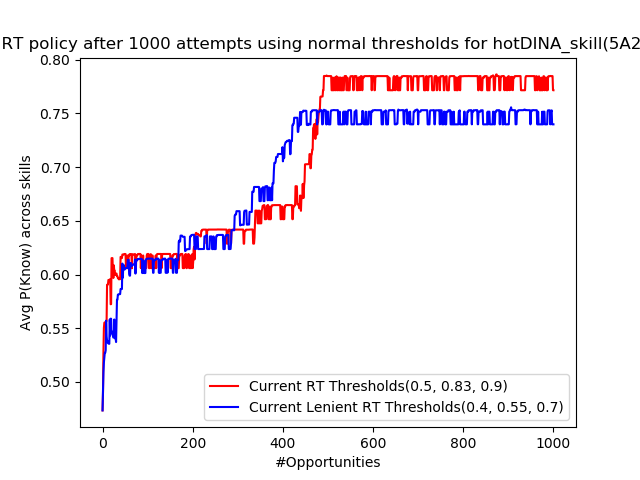 RT policy after 1000 attempts using normal thresholds for hotDINA_skill(5A2
0.80
0.75
0.70
0.65
0.60
0.55
0.50
Avg P(Know) across skills
Current RT Thresholds(0.5, 0.83, 0.9)
Current Lenient RT Thresholds(0.4, 0.55, 0.7)
0 200 400 600 800 1000
#Opportunities